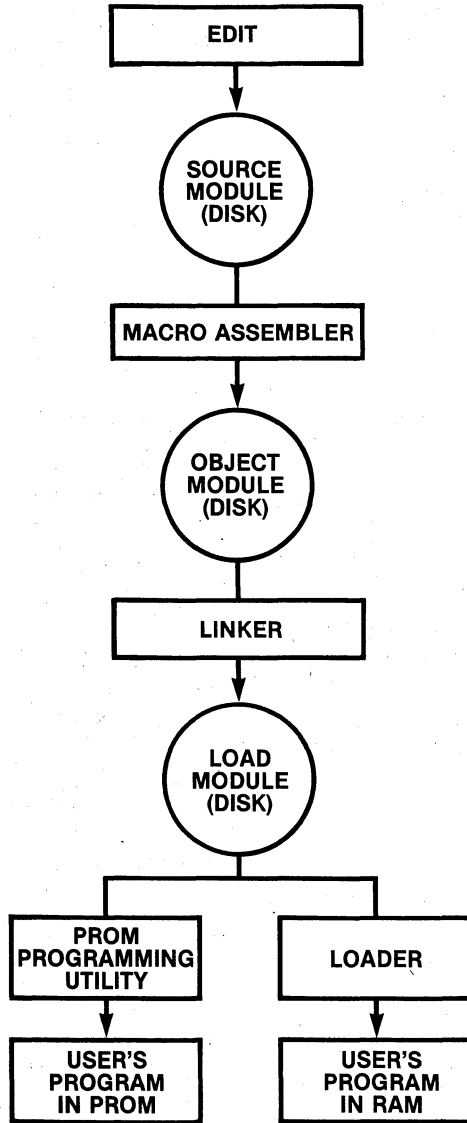 EDIT
SOURCE
MODULE
(DISK)
MACRO ASSEMBLER
OBJECT
MODULE
(DISK)
LINKER
LOAD
MODULE
(DISK)
PROM
PROGRAMMING
UTILITY
LOADER
USER'S
PROGRAM
IN PROM
USER'S
PROGRAM
IN RAM